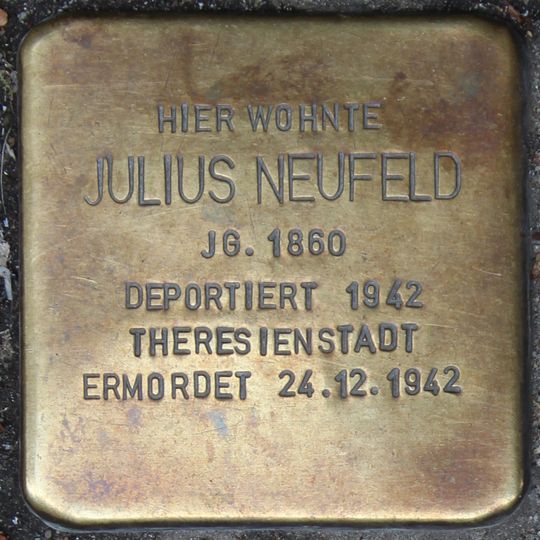 HIER WOHNTE
JULIUS NEUFELD
JG. 1860
DEPORTIERT 1942
THERESIENSTADT
ERMORDET 24.12.1942